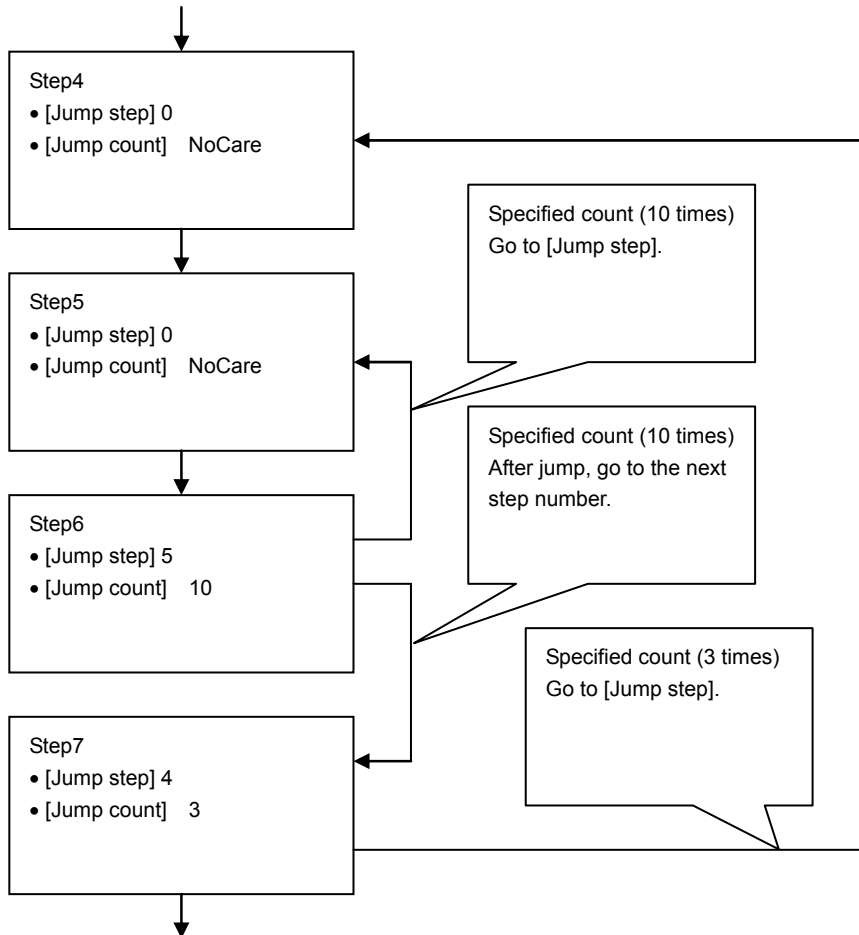 Step4
• [Jump step] 0
• [Jump count] NoCare
Specified count (10 times)
Go to [Jump step].
Step5
• [Jump step] 0
• [Jump count] NoCare
Specified count (10 times)
After jump, go to the next
step number.
Step6
• [Jump step] 5
• [Jump count] 10
Specified count (3 times)
Go to [Jump step].
Step7
• [Jump step] 4
• [Jump count] 3